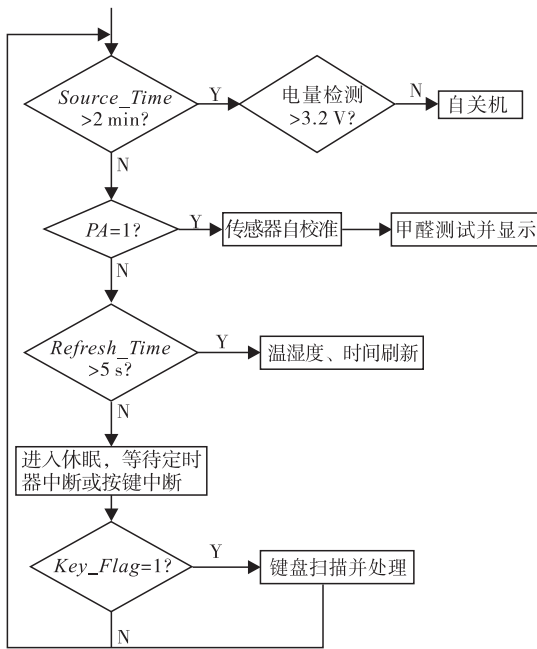 Source_Time
>2 min?
Y
电量检测
>3.2 V?
N
自关机
N
PA=1?
Y
传感器自校准
甲醛测试并显示
N
Refresh_Time
>5 s?
Y
温湿度、时间刷新
N
进入休眠，等待定时
器中断或按键中断
Key_Flag=1?
Y
键盘扫描并处理
N